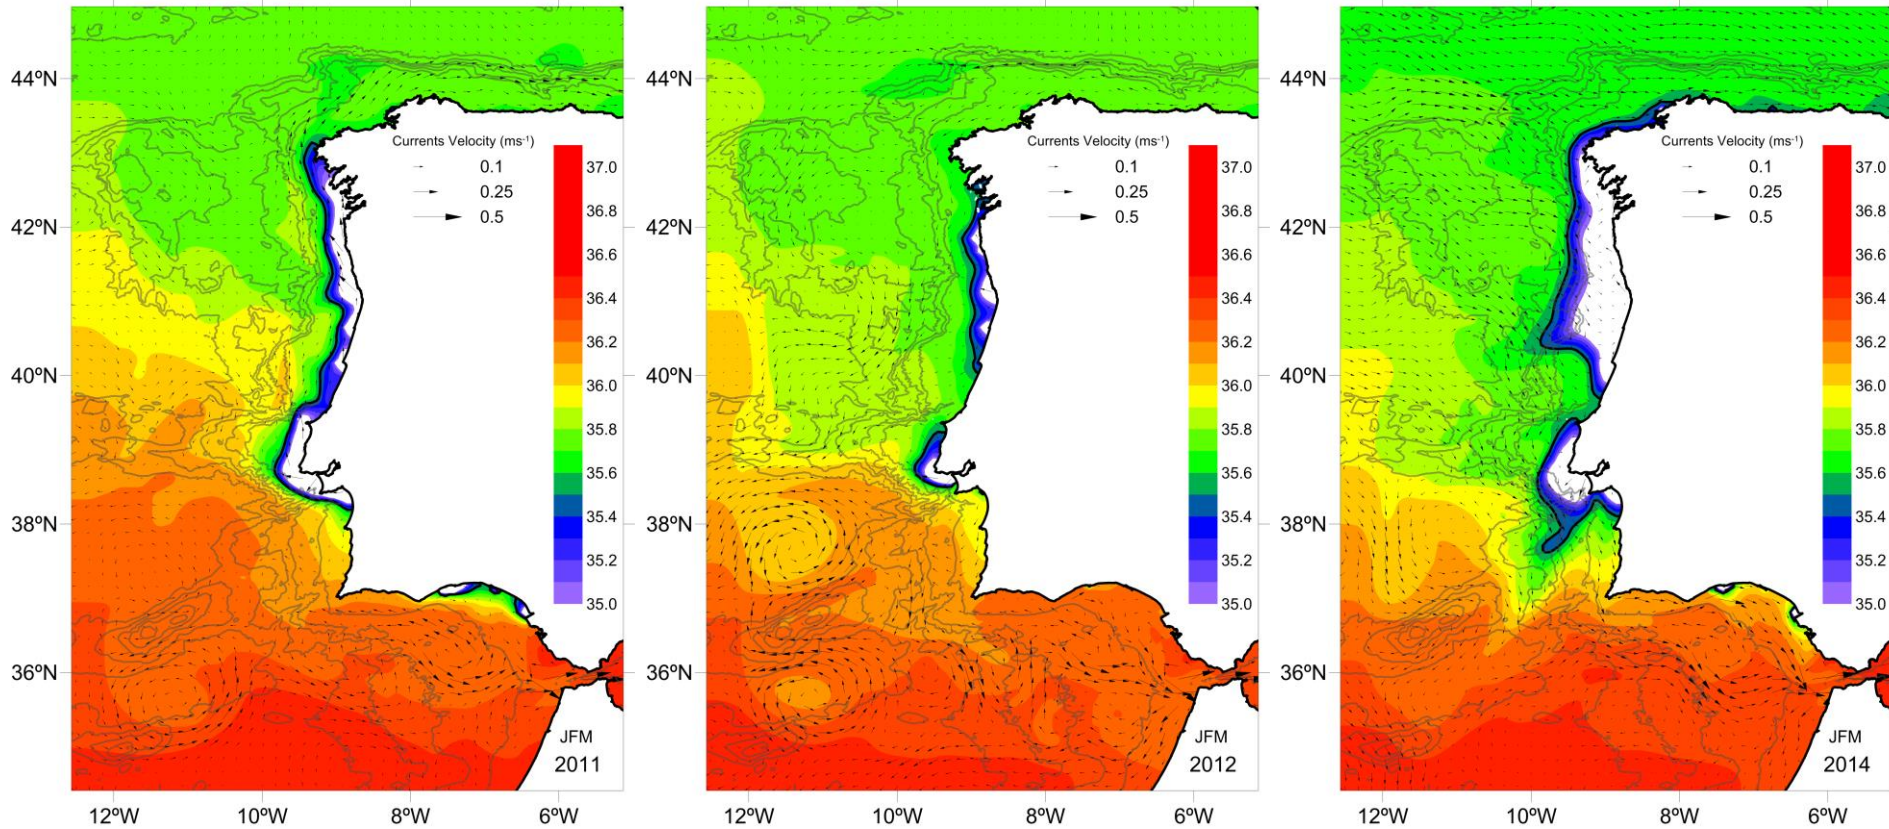 44ºN
42ºN
40ºN
38ºN
36ºN
12ºW
10ºW
8ºW
6ºW
Currents Velocity (ms⁻¹)
0.1
0.25
0.5
37.0
36.8
36.6
36.4
36.2
36.0
35.8
35.6
35.4
35.2
35.0
JFM
2011
44ºN
42ºN
40ºN
38ºN
36ºN
12ºW
10ºW
8ºW
6ºW
Currents Velocity (ms⁻¹)
0.1
0.25
0.5
37.0
36.8
36.6
36.4
36.2
36.0
35.8
35.6
35.4
35.2
35.0
JFM
2012
44ºN
42ºN
40ºN
38ºN
36ºN
12ºW
10ºW
8ºW
6ºW
Currents Velocity (ms⁻¹)
0.1
0.25
0.5
37.0
36.8
36.6
36.4
36.2
36.0
35.8
35.6
35.4
35.2
35.0
JFM
2014